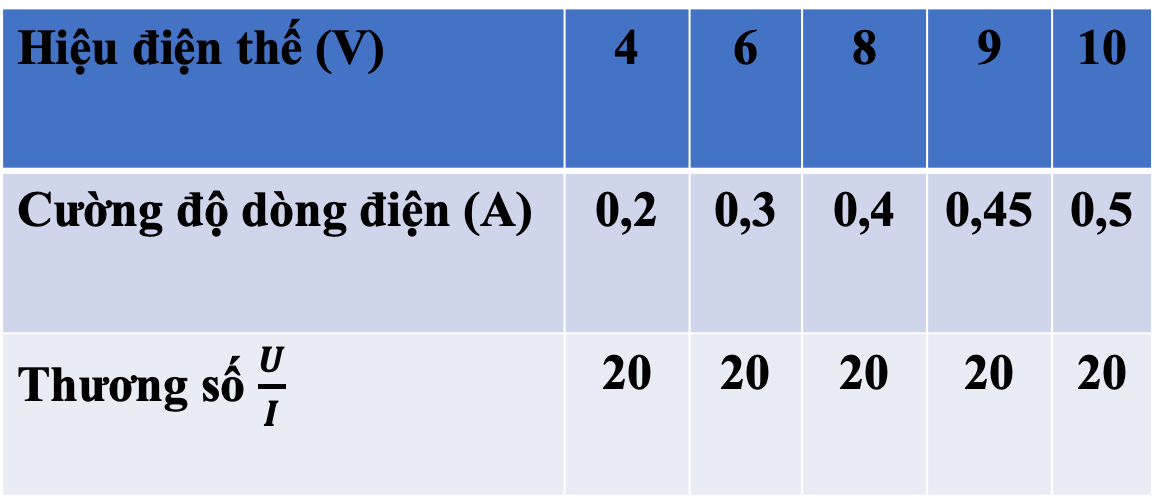 Hiệu điện thế (V) 4 6 8 9 10
Cường độ dòng điện (A) 0,2 0,3 0,4 0,45 0,5
Thương số U/I 20 20 20 20 20